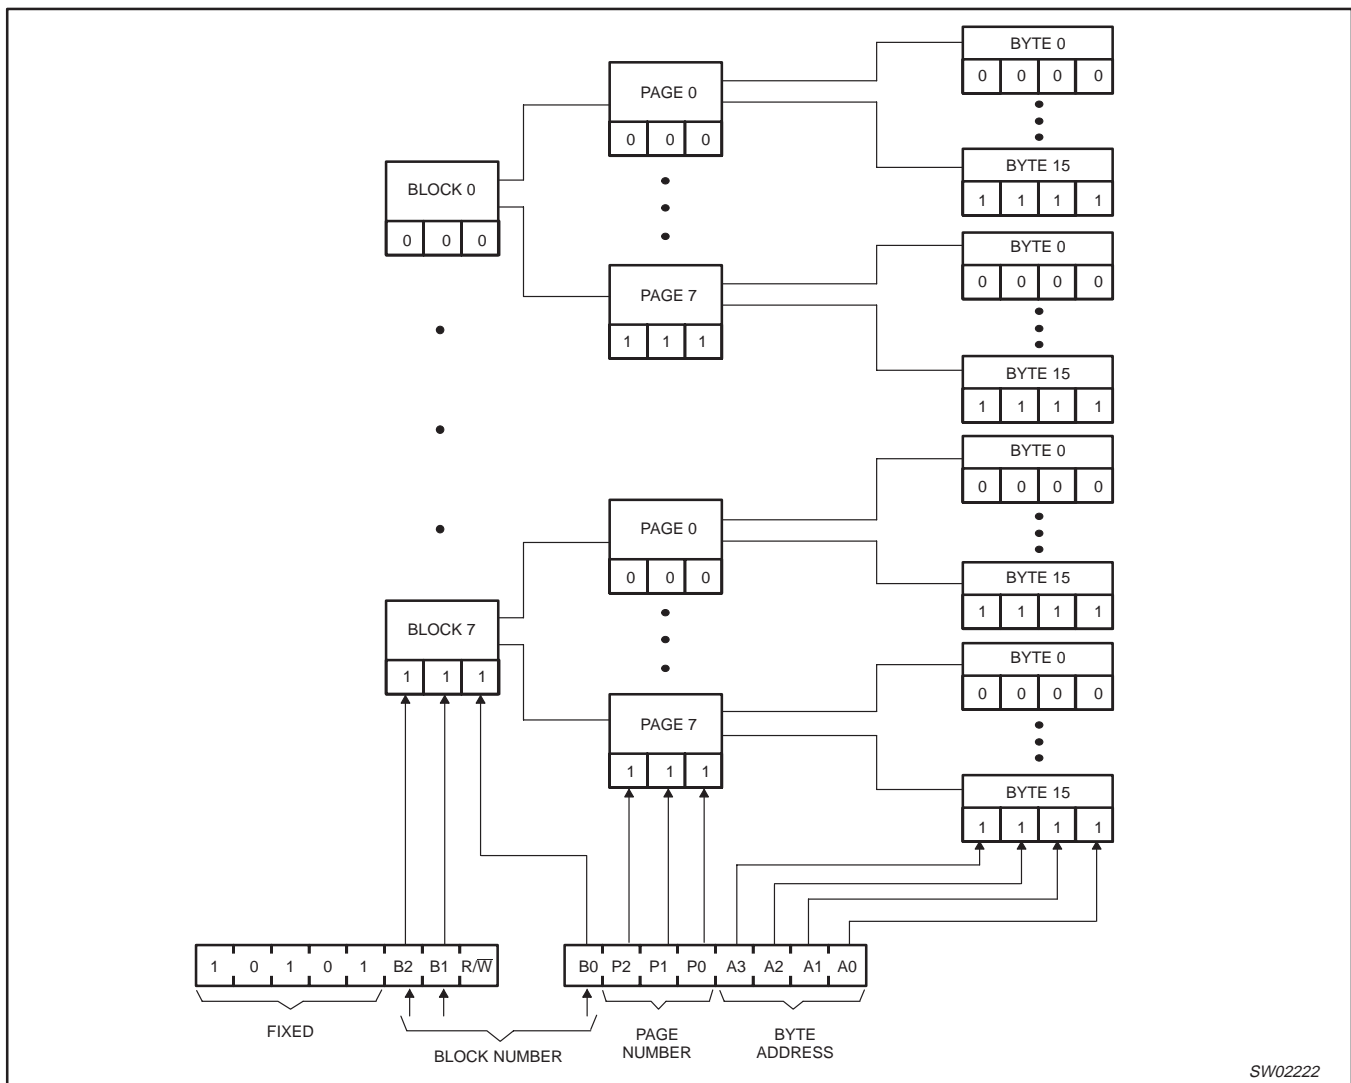 BYTE 0
0 0 0 0
PAGE 0
0 0 0
BYTE 15
1 1 1 1
BLOCK 0
0 0 0
BYTE 0
0 0 0 0
PAGE 7
1 1 1
BYTE 15
1 1 1 1
BYTE 0
0 0 0 0
PAGE 0
0 0 0
BYTE 15
1 1 1 1
BLOCK 7
1 1 1
BYTE 0
0 0 0 0
PAGE 7
1 1 1
BYTE 15
1 1 1 1
1 0 1 0 1 B2 B1 R/W̅
B0 P2 P1 P0 A3 A2 A1 A0
FIXED
BLOCK NUMBER
PAGE
NUMBER
BYTE
ADDRESS
SW02222